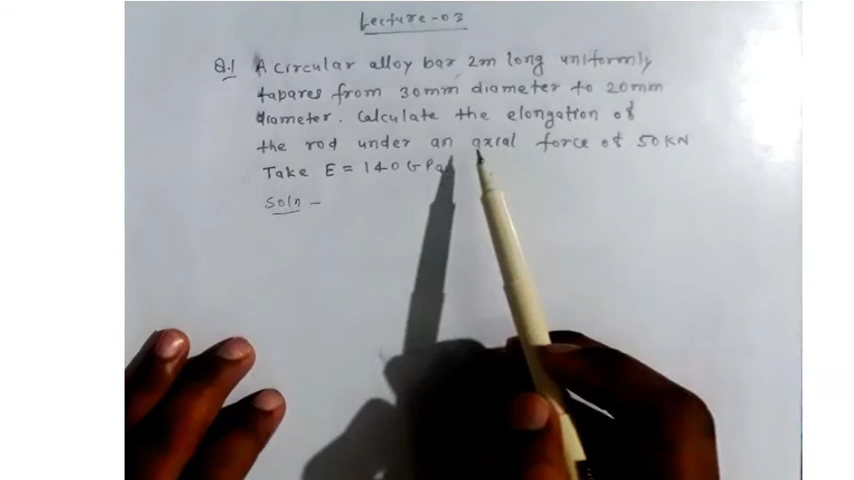 Lecture-03
Q.1 A circular alloy bar 2m long uniformly
tapares from 30mm diameter to 20mm
diameter. Calculate the elongation of
the rod under an axial force of 50KN
Take E = 140 GPa
Soln -